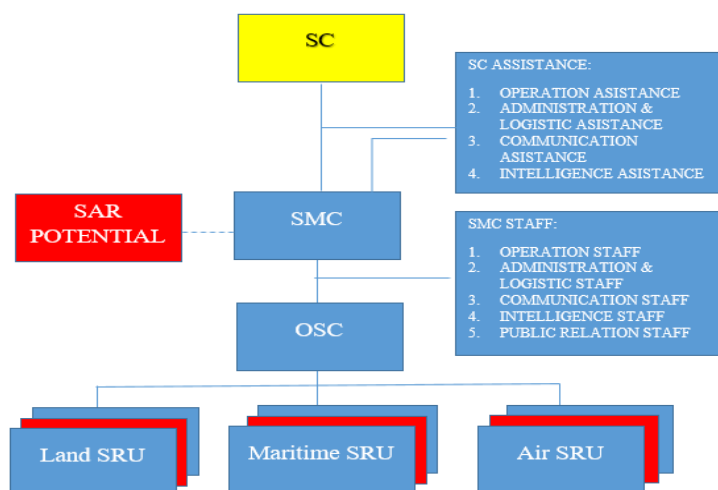 SC
SC ASSISTANCE:
1. OPERATION ASISTANCE
2. ADMINISTRATION &
LOGISTIC ASISTANCE
3. COMMUNICATION
ASISTANCE
4. INTELLIGENCE ASISTANCE
SAR
POTENTIAL
SMC
SMC STAFF:
1. OPERATION STAFF
2. ADMINISTRATION &
LOGISTIC STAFF
3. COMMUNICATION STAFF
4. INTELLIGENCE STAFF
5. PUBLIC RELATION STAFF
OSC
Land SRU
Maritime SRU
Air SRU